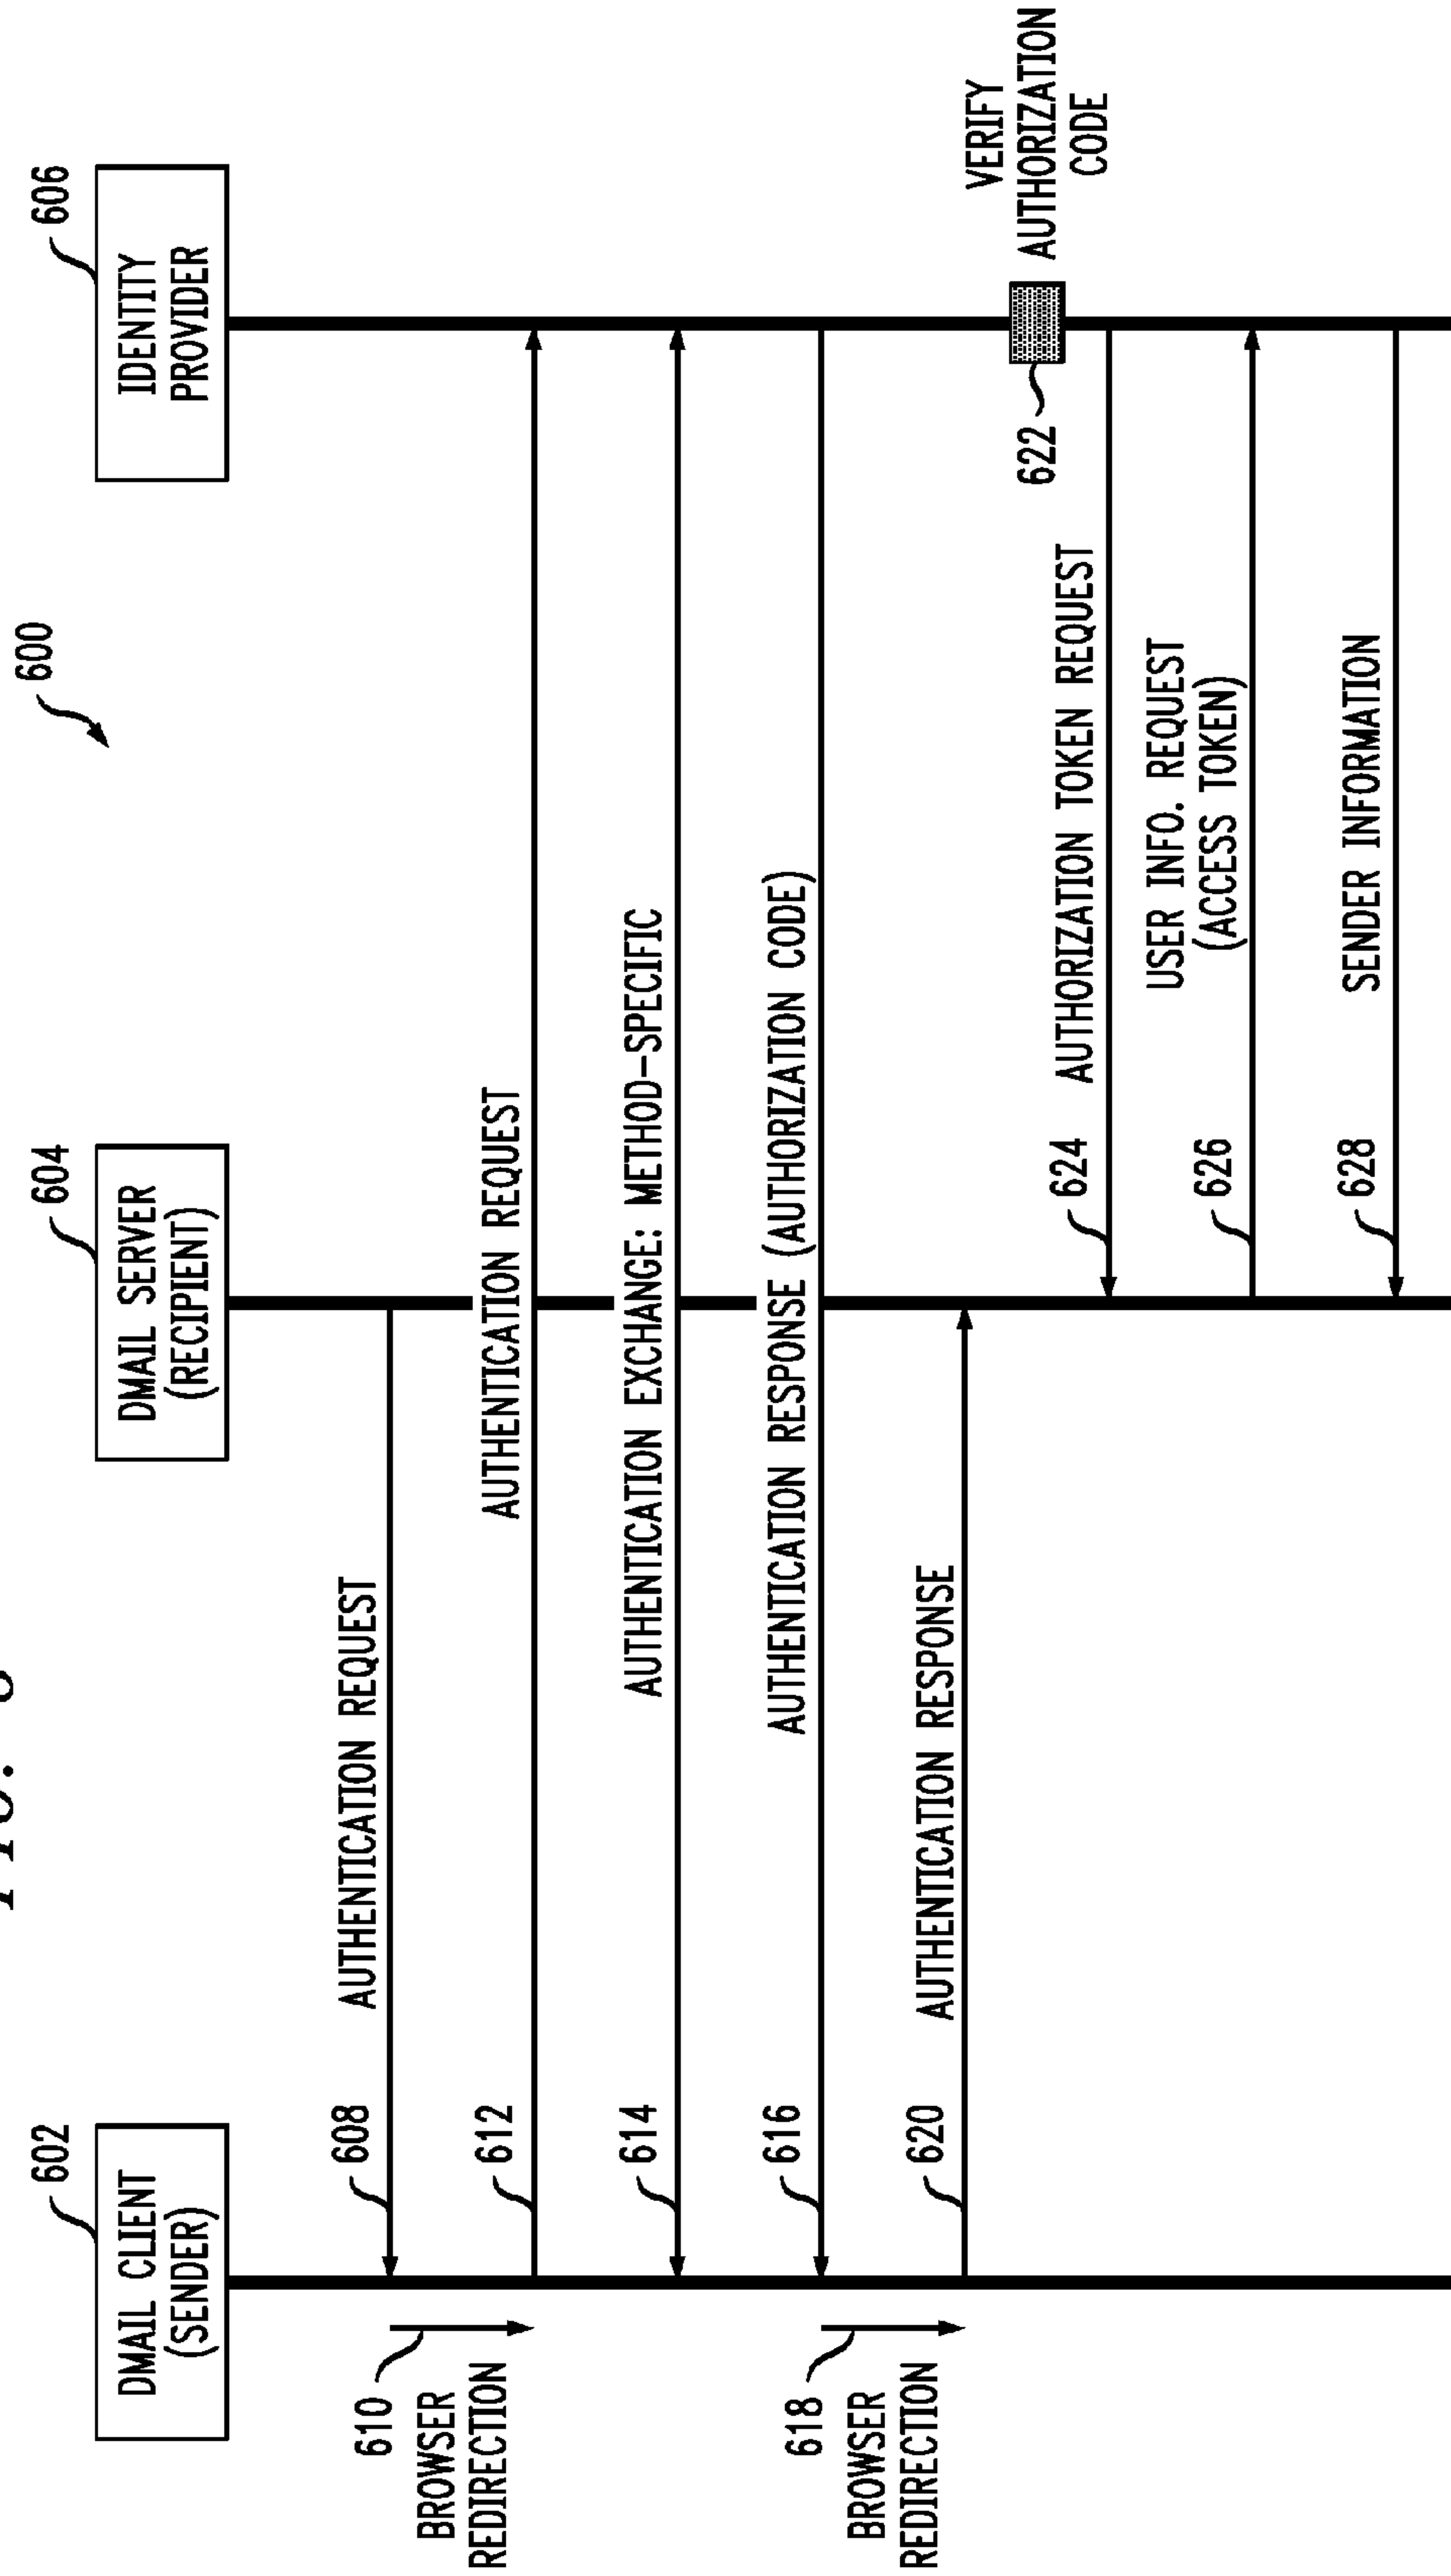 600
602
DMAIL CLIENT
(SENDER)
604
DMAIL SERVER
(RECIPIENT)
606
IDENTITY
PROVIDER
608
AUTHENTICATION REQUEST
610
BROWSER
REDIRECTION
612
AUTHENTICATION REQUEST
614
AUTHENTICATION EXCHANGE: METHOD-SPECIFIC
616
AUTHENTICATION RESPONSE (AUTHORIZATION CODE)
618
BROWSER
REDIRECTION
620
AUTHENTICATION RESPONSE
622
VERIFY
AUTHORIZATION
CODE
624
AUTHORIZATION TOKEN REQUEST
626
USER INFO. REQUEST
(ACCESS TOKEN)
628
SENDER INFORMATION